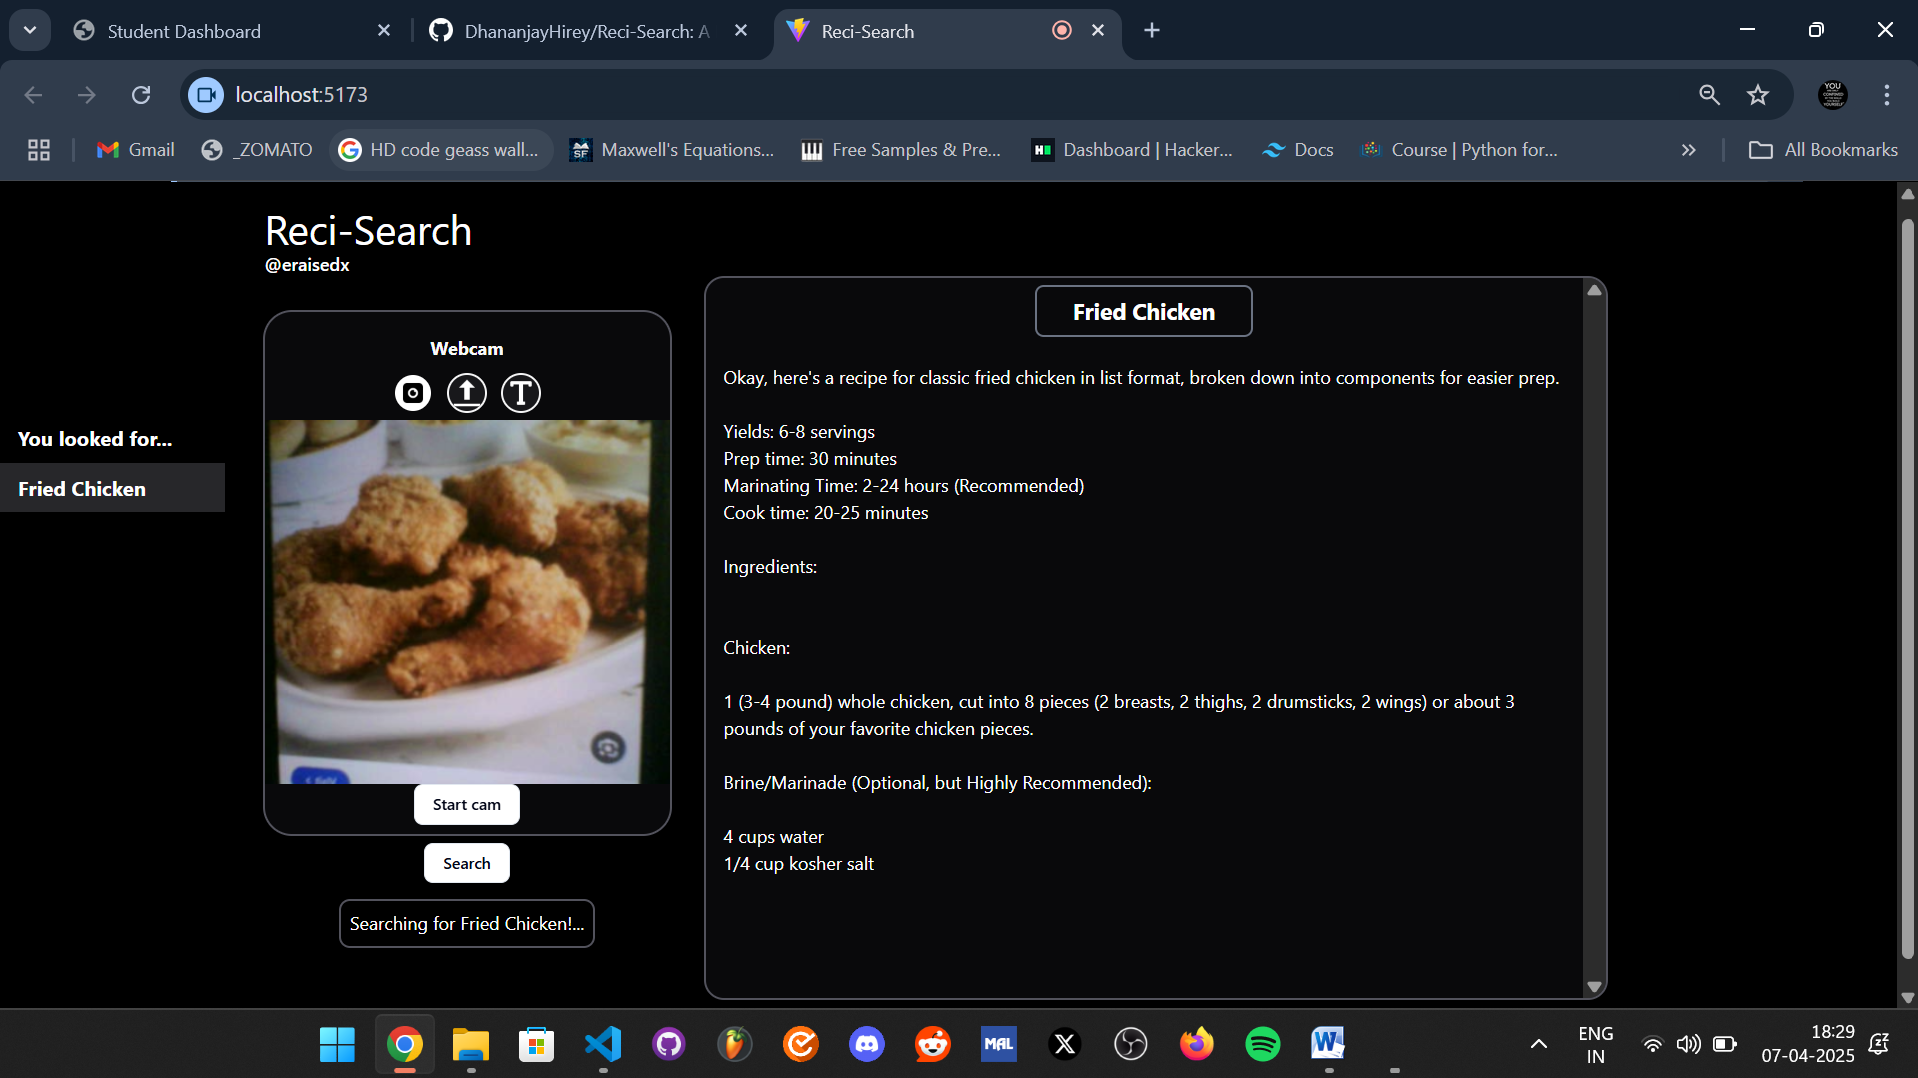 Student Dashboard
DhananjayHirey/Reci-Search: A
Reci-Search
localhost:5173
Gmail
_ZOMATO
HD code geass wall...
Maxwell's Equations...
Free Samples & Pre...
Dashboard | Hacker...
Docs
Course | Python for...
All Bookmarks
Reci-Search
@eraisedx
You looked for...
Fried Chicken
Webcam
Start cam
Search
Searching for Fried Chicken!...
Fried Chicken
Okay, here's a recipe for classic fried chicken in list format, broken down into components for easier prep.
Yields: 6-8 servings
Prep time: 30 minutes
Marinating Time: 2-24 hours (Recommended)
Cook time: 20-25 minutes
Ingredients:
Chicken:
1 (3-4 pound) whole chicken, cut into 8 pieces (2 breasts, 2 thighs, 2 drumsticks, 2 wings) or about 3
pounds of your favorite chicken pieces.
Brine/Marinade (Optional, but Highly Recommended):
4 cups water
1/4 cup kosher salt
MAL
ENG
IN
18:29
07-04-2025